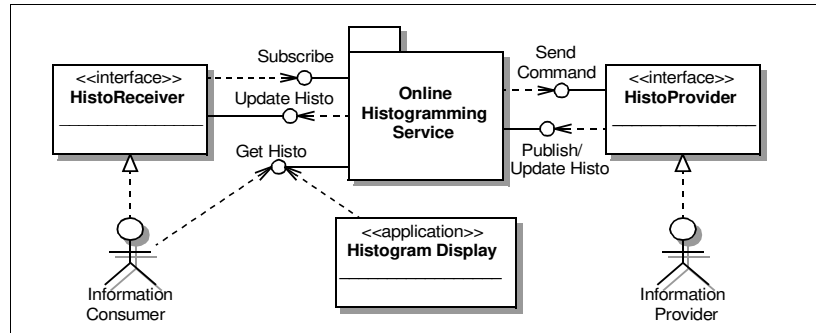 Subscribe
<<interface>>
HistoReceiver
Update Histo
Get Histo
Online
Histogramming
Service
Send
Command
<<interface>>
HistoProvider
Publish/
Update Histo
<<application>>
Histogram Display
Information
Consumer
Information
Provider